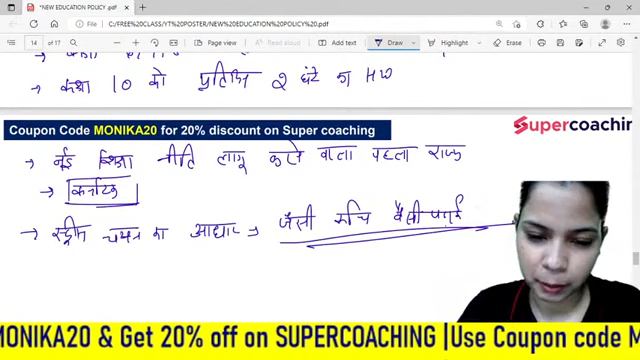 *NEW EDUCATION POLICY .pdf
C:/FREE%20CLASS/YT%20POSTER/NEW%20EDUCATION%20POLICY%20.pdf
14 of 17
Page view
Read aloud
Add text
Draw
Highlight
Erase
→ कक्षा 10 को प्रतिदिन 2 घंटे का HW
Coupon Code MONIKA20 for 20% discount on Super coaching
Supercoaching
→ नई शिक्षा नीति लागू करने वाला पहला राज्य
→ कर्नाटक
→ स्ट्रीम चयन का आधार → जैसी रुचि वैसी पढ़ाई
MONIKA20 & Get 20% off on SUPERCOACHING |Use Coupon code M